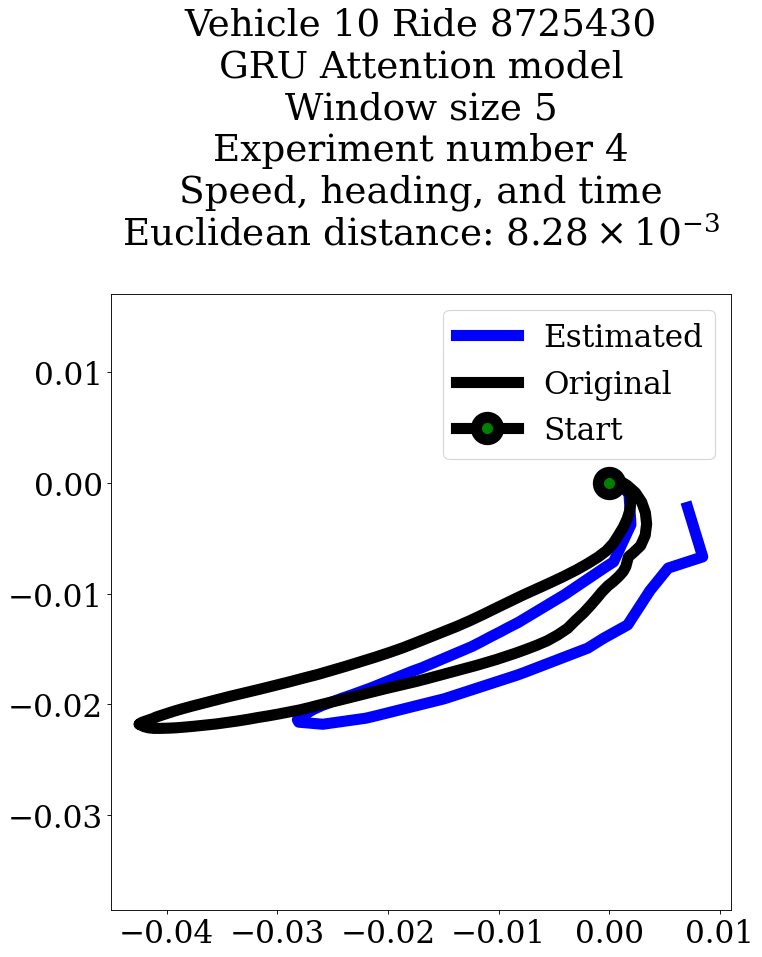 Vehicle 10 Ride 8725430
GRU Attention model
Window size 5
Experiment number 4
Speed, heading, and time
Euclidean distance: 8.28 × 10⁻³
Estimated
Original
Start
0.01
0.00
−0.01
−0.02
−0.03
−0.04 −0.03 −0.02 −0.01 0.00 0.01